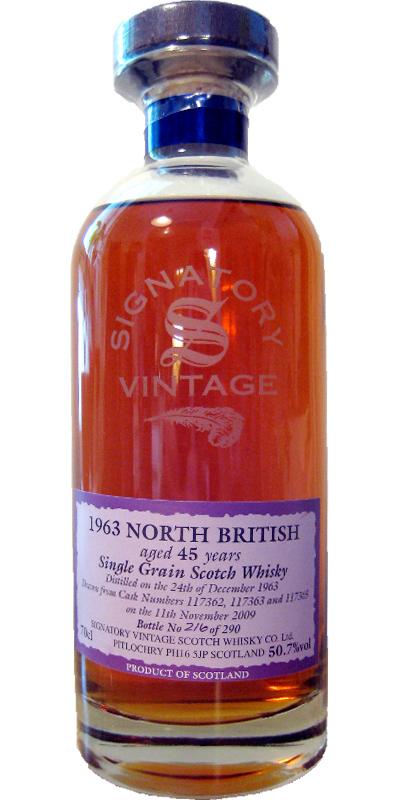 SIGNATORY
S
VINTAGE
1963 NORTH BRITISH
aged 45 years
Single Grain Scotch Whisky
Distilled on the 24th of December 1963
Drawn from Cask Numbers 117362, 117363 and 117365
on the 11th November 2009
Bottle No 216 of 290
70cl
SIGNATORY VINTAGE SCOTCH WHISKY CO. Ltd.
PITLOCHRY PH16 5JP SCOTLAND 50.7%vol
PRODUCT OF SCOTLAND